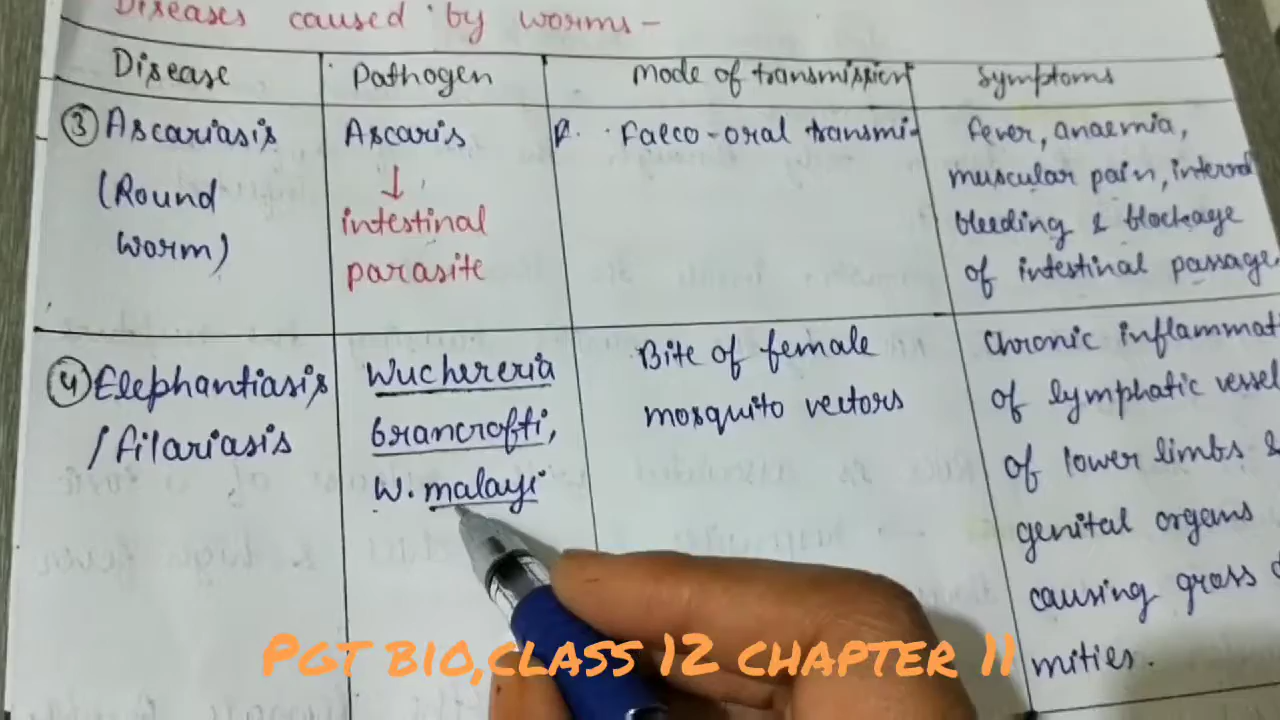 Diseases caused by worms -
Disease Pathogen Mode of transmission Symptoms
③ Ascariasis
(Round
worm)
Ascaris
↓
intestinal
parasite
Faeco-oral transmi-
Fever, anaemia,
muscular pain, internal
bleeding & blockage
of intestinal passage
④ Elephantiasis
/filariasis
Wuchereria
brancrofti,
W. malayi
Bite of female
mosquito vectors
Chronic inflammati
of lymphatic vessel
of lower limbs &
genital organs
causing gross
mities.
PGT BIO, CLASS 12 CHAPTER 11